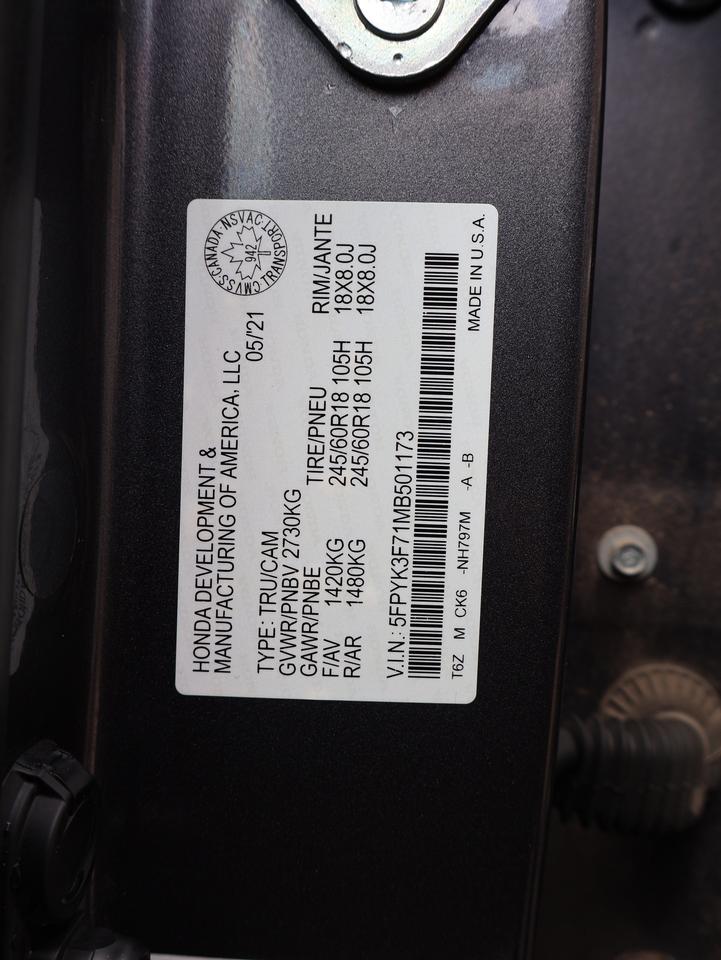 HONDA DEVELOPMENT &
MANUFACTURING OF AMERICA, LLC
05/'21
CMVSS·CANADA·NSVAC·TRANSPORT·
942
TYPE: TRU/CAM
GVWR/PNBV 2730KG
GAWR/PNBE TIRE/PNEU RIM/JANTE
F/AV 1420KG 245/60R18 105H 18X8.0J
R/AR 1480KG 245/60R18 105H 18X8.0J
V.I.N.: 5FPYK3F71MB501173
T6Z M CK6 -NH797M -A -B MADE IN U.S.A.